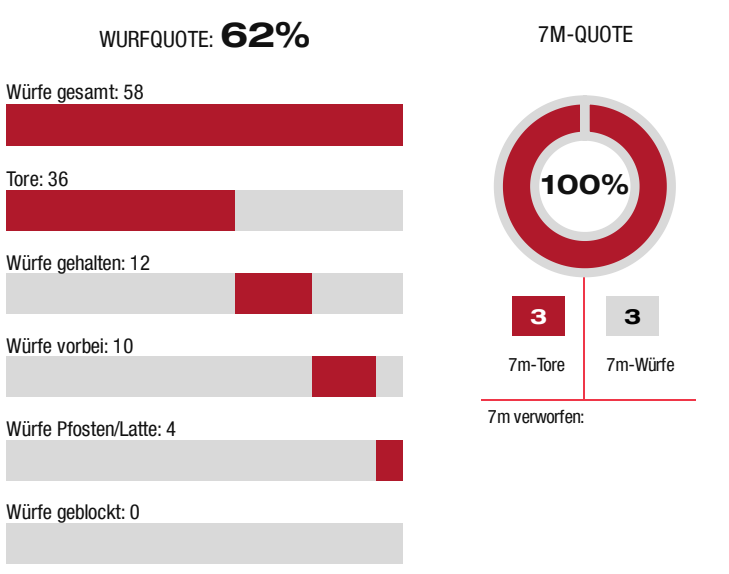 WURFQUOTE: 62%
Würfe gesamt: 58
Tore: 36
Würfe gehalten: 12
Würfe vorbei: 10
Würfe Pfosten/Latte: 4
Würfe geblockt: 0
7M-QUOTE
100%
3 3
7m-Tore 7m-Würfe
7m verworfen: